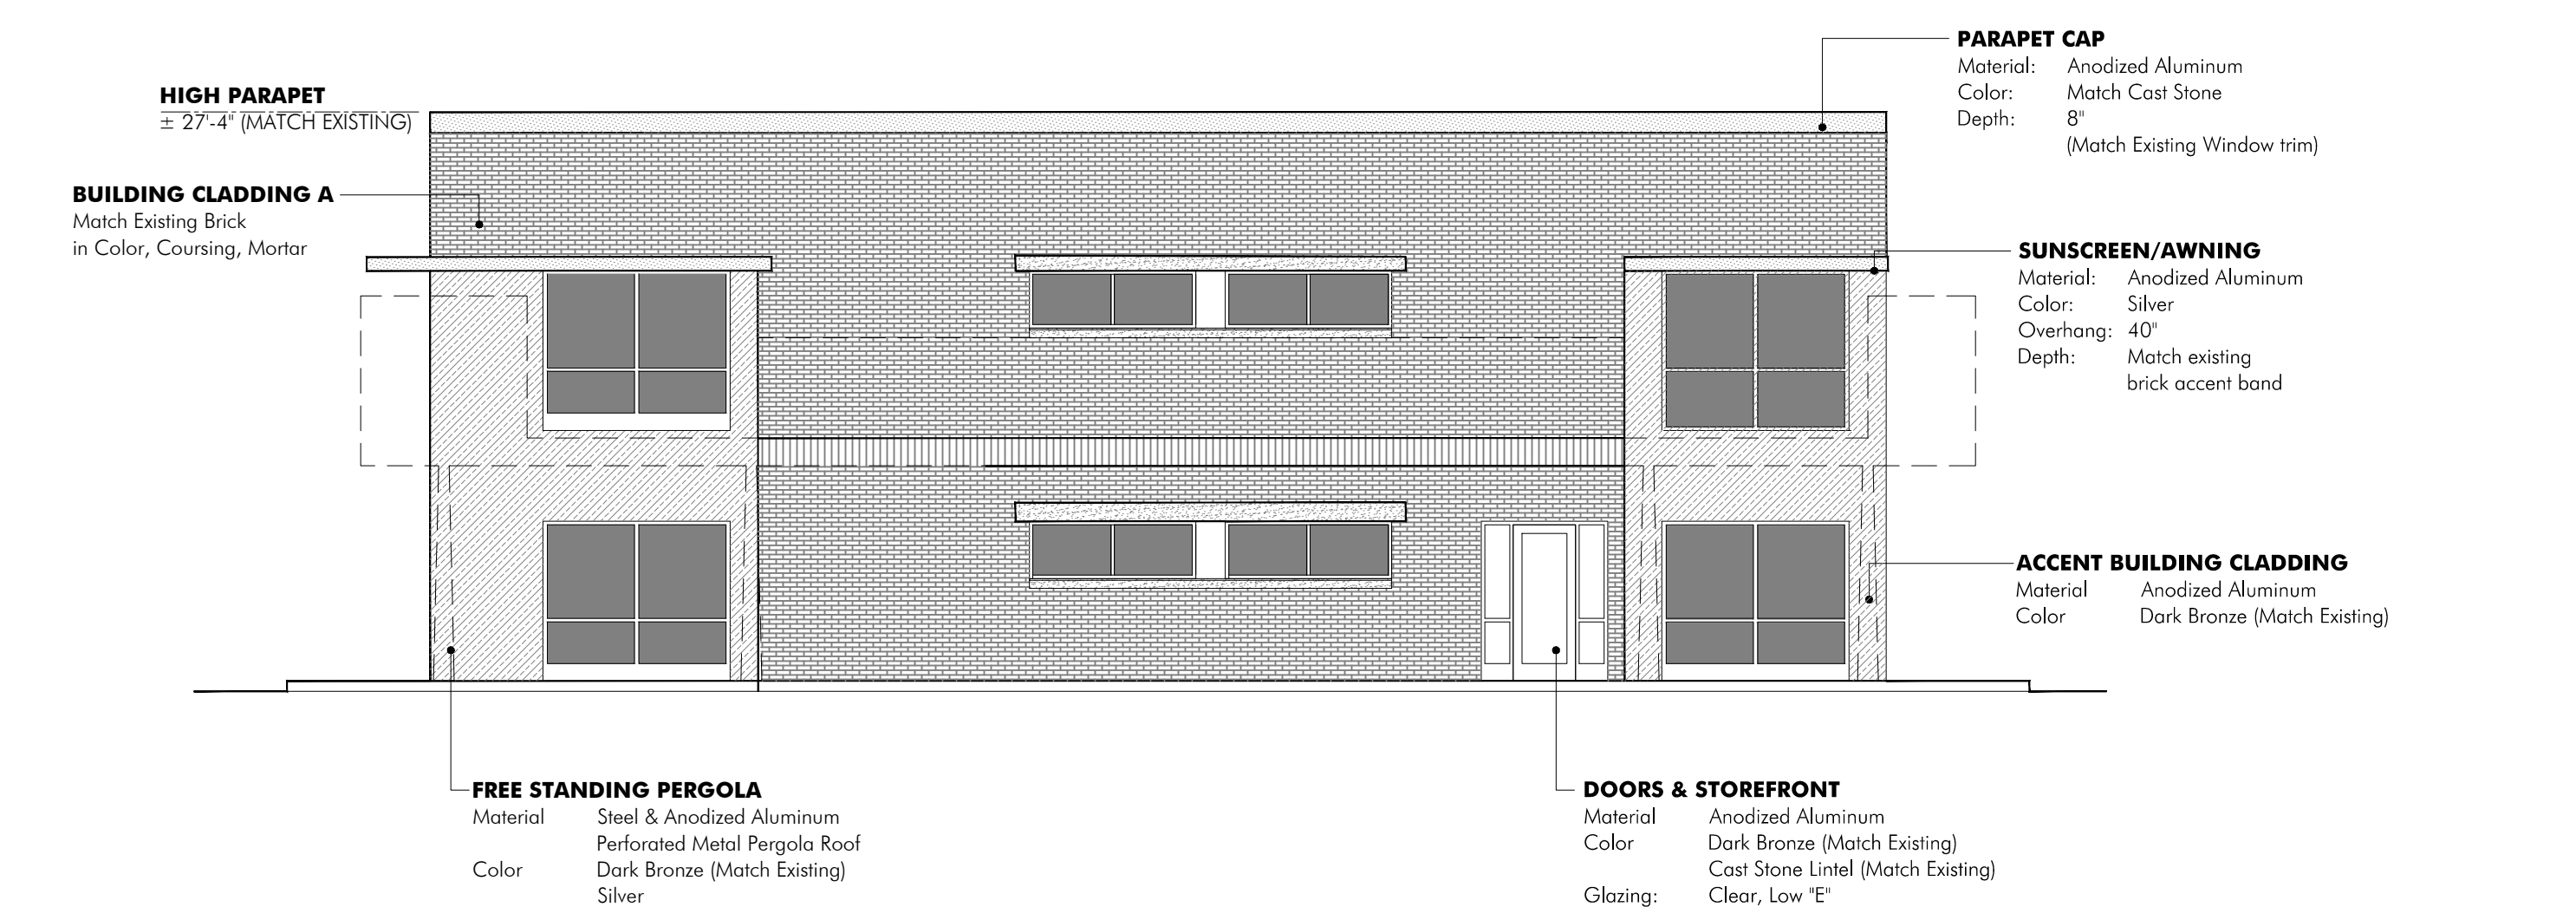 PARAPET CAP
Material: Anodized Aluminum
Color: Match Cast Stone
Depth: 8"
(Match Existing Window trim)
HIGH PARAPET
± 27'-4" (MATCH EXISTING)
BUILDING CLADDING A
Match Existing Brick
in Color, Coursing, Mortar
SUNSCREEN/AWNING
Material: Anodized Aluminum
Color: Silver
Overhang: 40"
Depth: Match existing
brick accent band
ACCENT BUILDING CLADDING
Material Anodized Aluminum
Color Dark Bronze (Match Existing)
FREE STANDING PERGOLA
Material Steel & Anodized Aluminum
Perforated Metal Pergola Roof
Color Dark Bronze (Match Existing)
Silver
DOORS & STOREFRONT
Material Anodized Aluminum
Color Dark Bronze (Match Existing)
Cast Stone Lintel (Match Existing)
Glazing: Clear, Low "E"